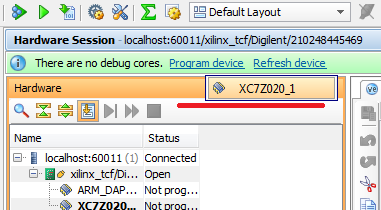 Default Layout
Hardware Session - localhost:60011/xilinx_tcf/Digilent/210248445469
There are no debug cores. Program device Refresh device
Hardware
XC7Z020_1
Name Status
localhost:60011 (1) Connected
xilinx_tcf/Di... Open
ARM_DAP... Not prog...
XC7Z020... Not prog...